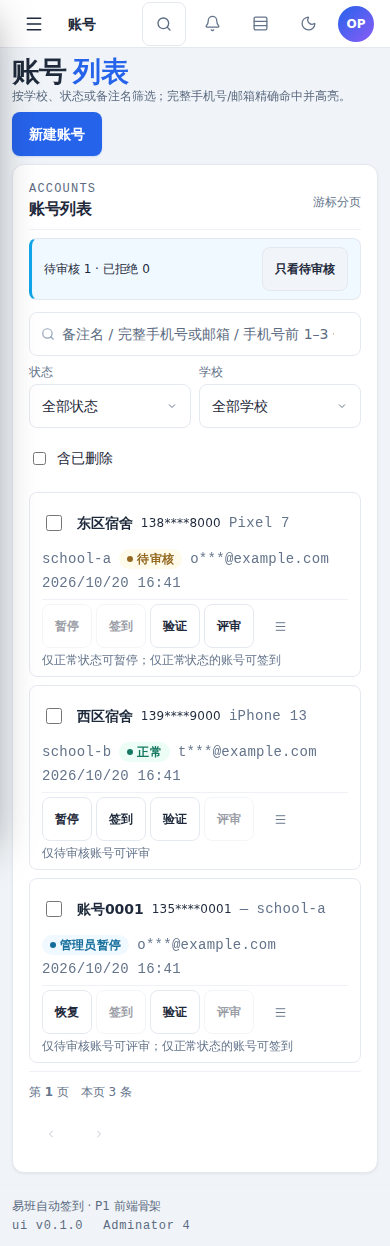 账号
OP
账号 列表
按学校、状态或备注名筛选；完整手机号/邮箱精确命中并高亮。
新建账号
ACCOUNTS
账号列表
游标分页
待审核 1 · 已拒绝 0
只看待审核
备注名 / 完整手机号或邮箱 / 手机号前 1–3
状态
学校
全部状态
全部学校
含已删除
东区宿舍 138****8000 Pixel 7
school-a 待审核 o***@example.com
2026/10/20 16:41
暂停 签到 验证 评审
仅正常状态可暂停；仅正常状态的账号可签到
西区宿舍 139****9000 iPhone 13
school-b 正常 t***@example.com
2026/10/20 16:41
暂停 签到 验证 评审
仅待审核账号可评审
账号0001 135****0001 — school-a
管理员暂停 o***@example.com
2026/10/20 16:41
恢复 签到 验证 评审
仅待审核账号可评审；仅正常状态的账号可签到
第 1 页 本页 3 条
易班自动签到 · P1 前端骨架
ui v0.1.0 Adminator 4